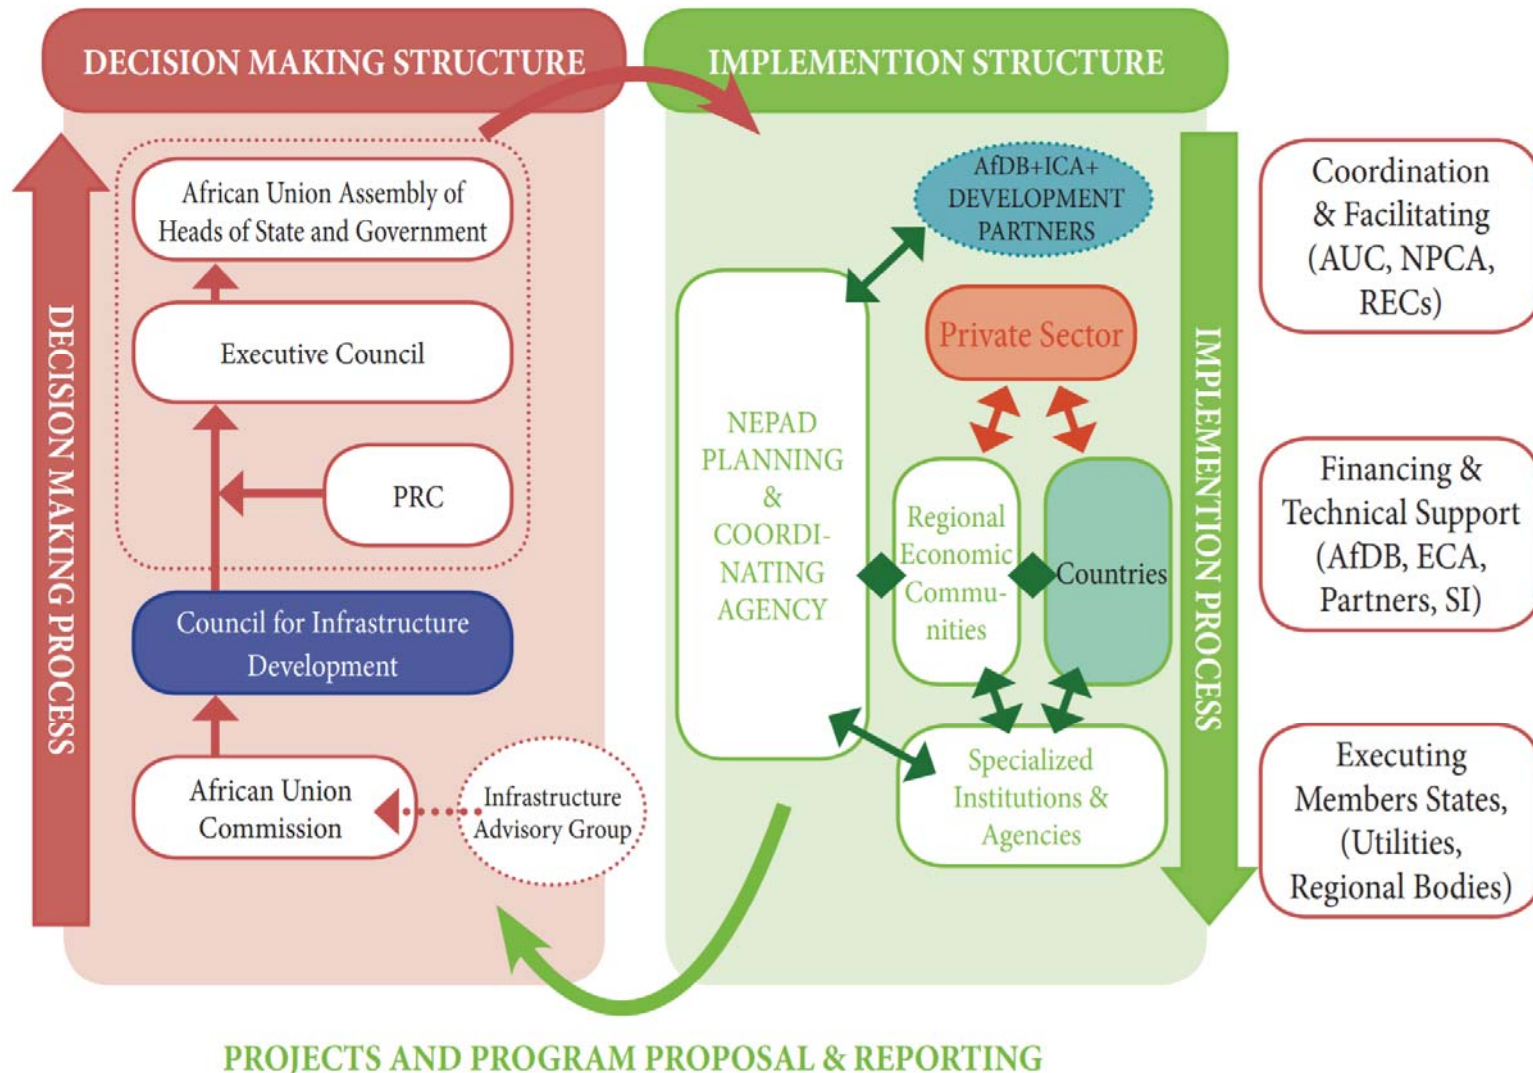 DECISION MAKING STRUCTURE
DECISION MAKING PROCESS
African Union Assembly of
Heads of State and Government
Executive Council
PRC
Council for Infrastructure
Development
African Union
Commission
Infrastructure
Advisory Group
IMPLEMENTION STRUCTURE
AfDB+ICA+
DEVELOPMENT
PARTNERS
Private Sector
NEPAD
PLANNING
&
COORDI-
NATING
AGENCY
Regional
Economic
Commu-
nities
Countries
Specialized
Institutions &
Agencies
IMPLEMENTION PROCESS
Coordination
& Facilitating
(AUC, NPCA,
RECs)
Financing &
Technical Support
(AfDB, ECA,
Partners, SI)
Executing
Members States,
(Utilities,
Regional Bodies)
PROJECTS AND PROGRAM PROPOSAL & REPORTING